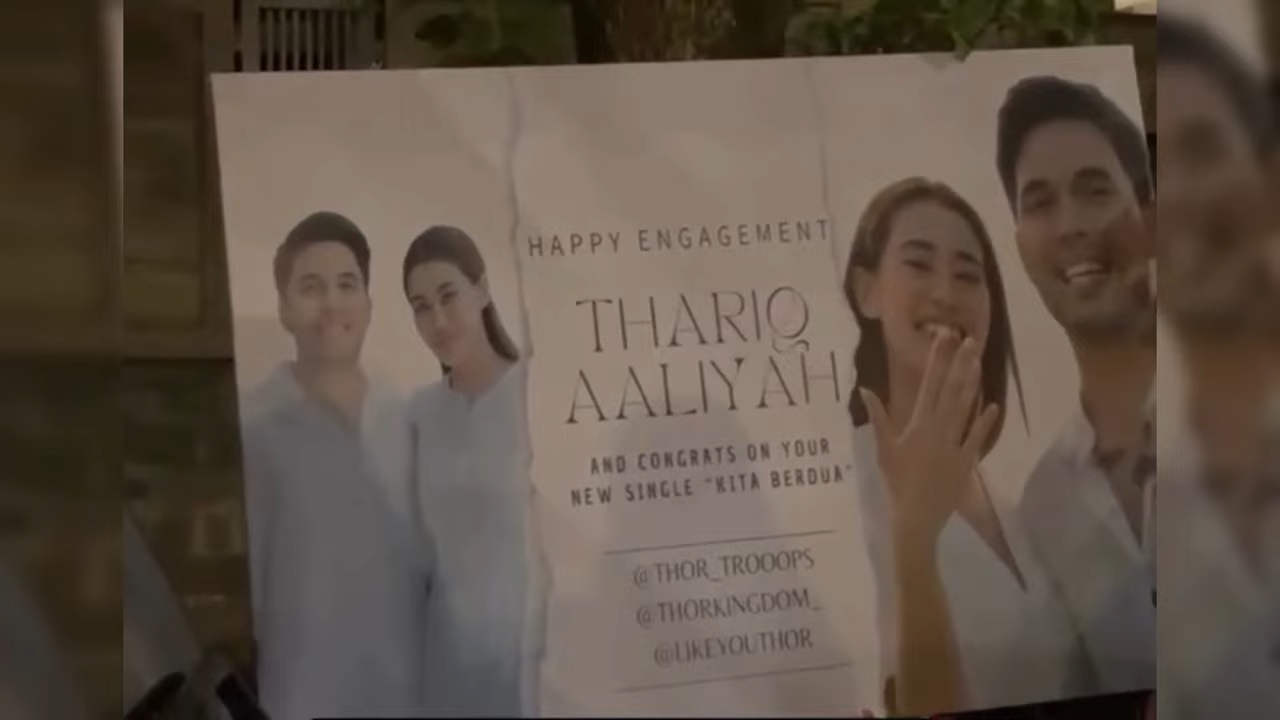 HAPPY ENGAGEMENT
THARIQ
AALIYAH
AND CONGRATS ON YOUR
NEW SINGLE "KITA BERDUA"
@THOR_TROOOPS
@THORKINGDOM_
@LIKEYOUTHOR